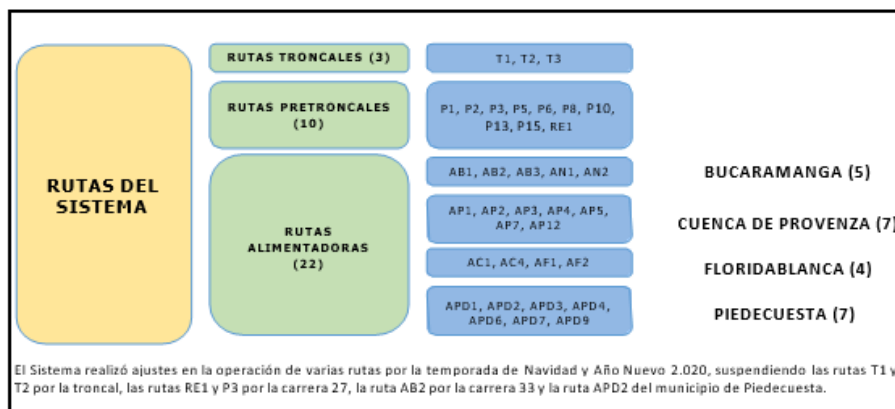 RUTAS DEL
SISTEMA
RUTAS TRONCALES (3)
T1, T2, T3
RUTAS PRETRONCALES
(10)
P1, P2, P3, P5, P6, P8, P10,
P13, P15, RE1
RUTAS
ALIMENTADORAS
(22)
AB1, AB2, AB3, AN1, AN2
BUCARAMANGA (5)
AP1, AP2, AP3, AP4, AP5,
AP7, AP12
CUENCA DE PROVENZA (7)
AC1, AC4, AF1, AF2
FLORIDABLANCA (4)
APD1, APD2, APD3, APD4,
APD6, APD7, APD9
PIEDECUESTA (7)
El Sistema realizó ajustes en la operación de varias rutas por la temporada de Navidad y Año Nuevo 2.020, suspendiendo las rutas T1 y
T2 por la troncal, las rutas RE1 y P3 por la carrera 27, la ruta AB2 por la carrera 33 y la ruta APD2 del municipio de Piedecuesta.